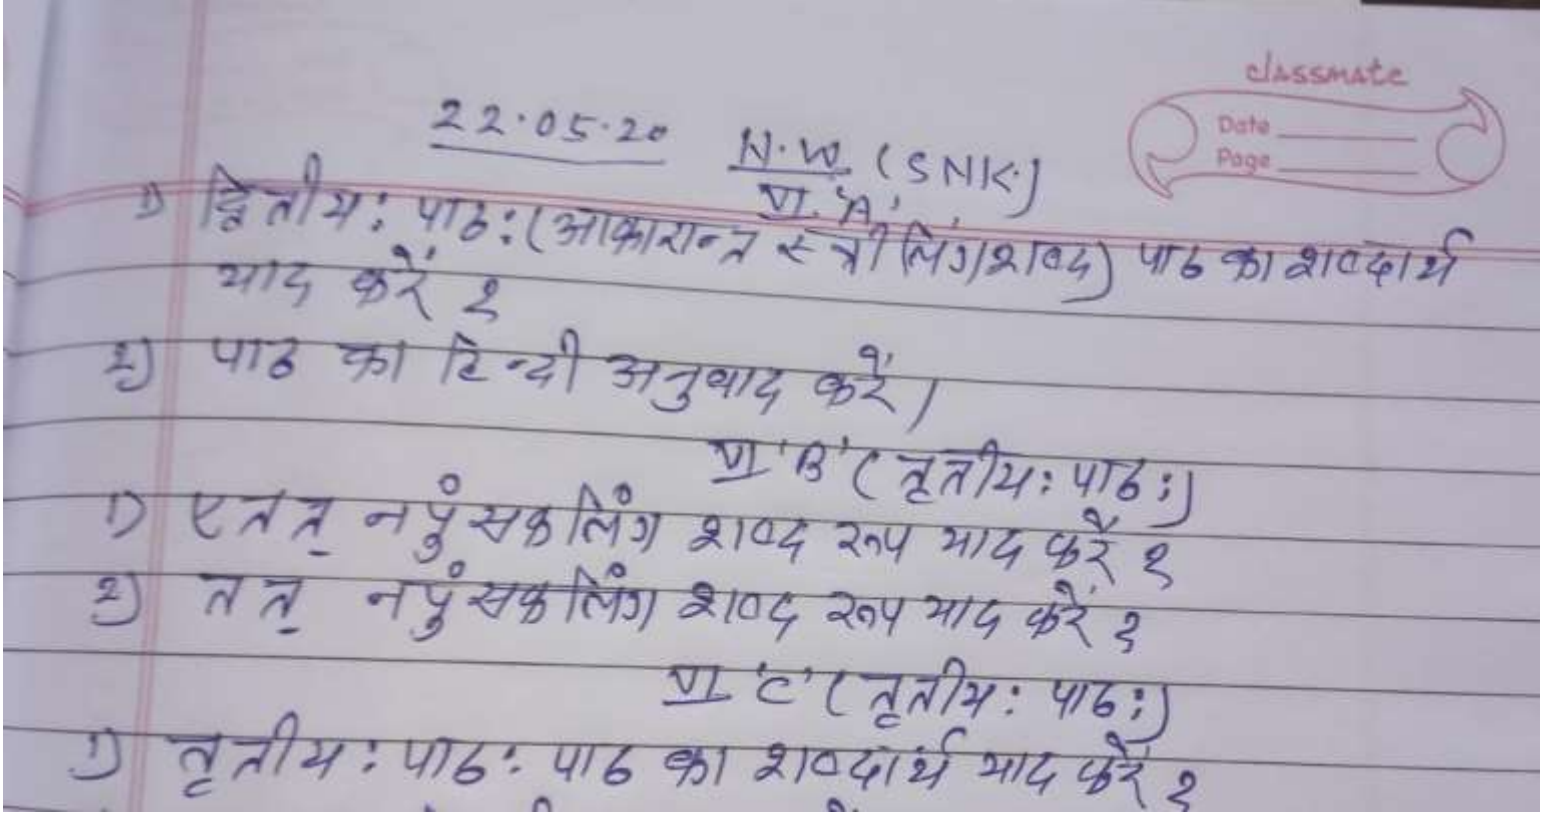 classmate
Date
Page
22.05.20 H.W (SNK)
VI 'A'
1) द्वितीय: पाठ: (आकारान्त स्त्रीलिंग शब्द) पाठ का शब्दार्थ
याद करें ?
2) पाठ का हिन्दी अनुवाद करें।
VI 'B' (तृतीय: पाठ:)
1) एतत् नपुंसकलिंग शब्द रूप याद करें ?
2) तत् नपुंसकलिंग शब्द रूप याद करें ?
VI 'C' (तृतीय: पाठ:)
1) तृतीय: पाठ: पाठ का शब्दार्थ याद करें ?